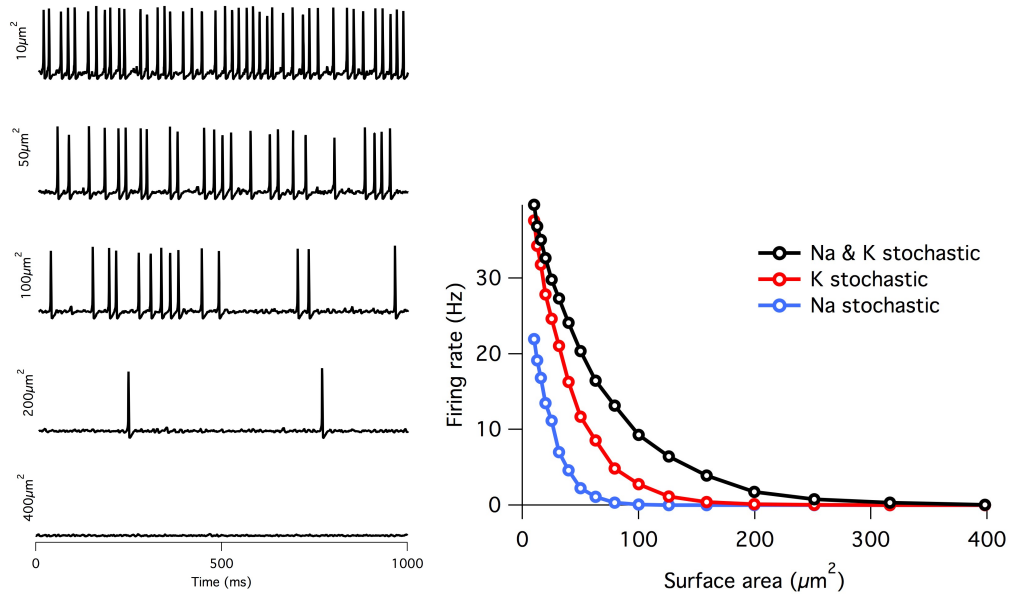 10µm²
50µm²
100µm²
200µm²
400µm²
0 500 1000
Time (ms)
Na & K stochastic
K stochastic
Na stochastic
Firing rate (Hz)
30
20
10
0
0 100 200 300 400
Surface area (µm²)